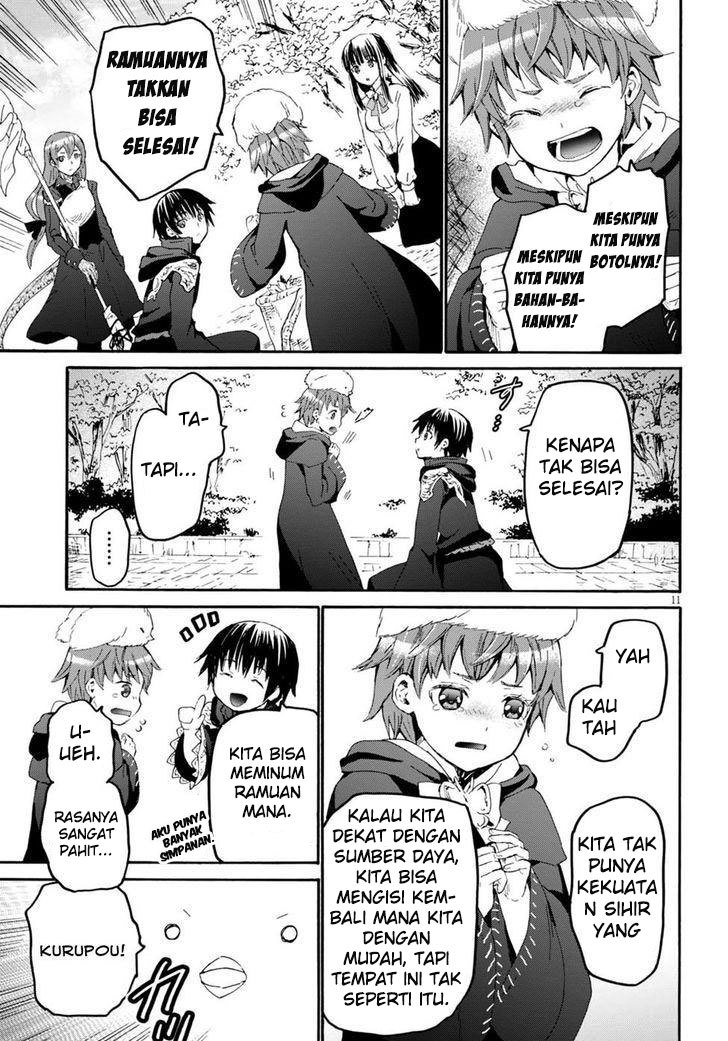 MESKIPUN
KITA PUNYA
BOTOLNYA!
MESKIPUN
KITA PUNYA
BAHAN-BA-
HANNYA!
RAMUANNYA
TAKKAN
BISA
SELESAI!
KENAPA
TAK BISA
SELESAI?
TA-
TAPI...
......
11
YAH
KAU
TAH
KITA TAK
PUNYA
KEKUATA
N SIHIR
YANG
KALAU KITA
DEKAT DENGAN
SUMBER DAYA,
KITA BISA
MENGISI KEM-
BALI MANA KITA
DENGAN
MUDAH, TAPI
TEMPAT INI TAK
SEPERTI ITU.
KITA BISA
MEMINUM
RAMUAN
MANA.
AKU PUNYA
BANYAK
SIMPANAN.
U-
UEH.
RASANYA
SANGAT
PAHIT...
KURUPOU!